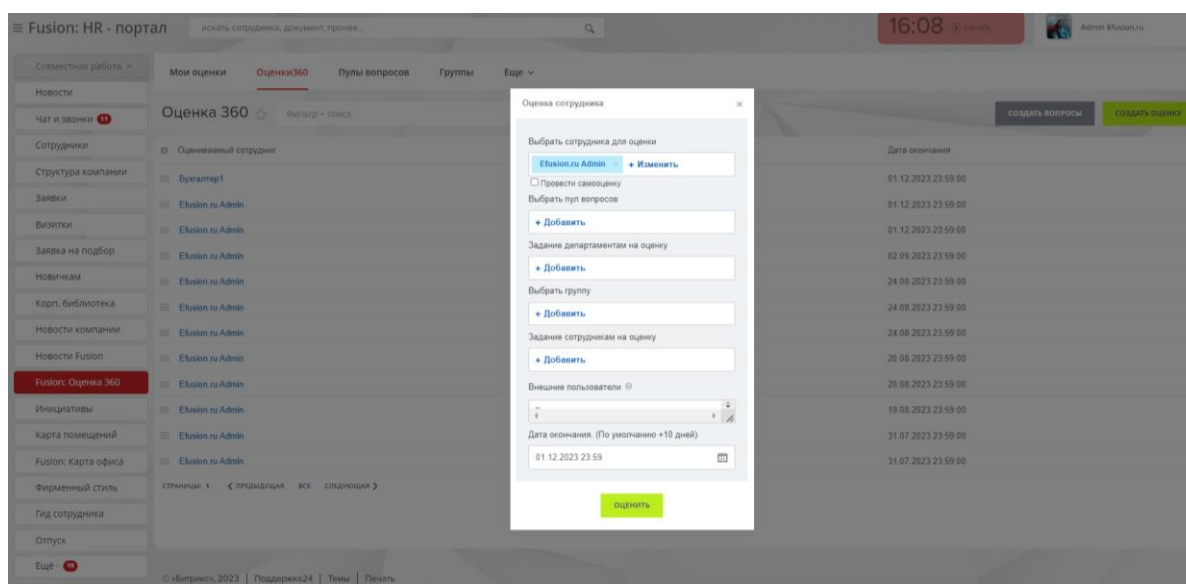 Fusion: HR - портал
искать сотрудника, документ, прочее...
16:08
начать
Admin Efusion.ru
Совместная работа
Новости
Чат и звонки 11
Сотрудники
Структура компании
Заявки
Визитки
Заявка на подбор
Новичкам
Корп. библиотека
Новости компании
Новости Fusion
Fusion: Оценка 360
Инициативы
Карта помещений
Fusion: Карта офиса
Фирменный стиль
Гид сотрудника
Отпуск
Ещё -
Мои оценки Оценки360 Пулы вопросов Группы Еще
Оценка 360
Фильтр + поиск
СОЗДАТЬ ВОПРОСЫ
СОЗДАТЬ ОЦЕНКУ
Оцениваемый сотрудник Дата окончания
Бухгалтер1 01.12.2023 23:59:00
Efusion.ru Admin 01.12.2023 23:59:00
Efusion.ru Admin 01.12.2023 23:59:00
Efusion.ru Admin 02.09.2023 23:59:00
Efusion.ru Admin 24.08.2023 23:59:00
Efusion.ru Admin 24.08.2023 23:59:00
Efusion.ru Admin 24.08.2023 23:59:00
Efusion.ru Admin 20.08.2023 23:59:00
Efusion.ru Admin 20.08.2023 23:59:00
Efusion.ru Admin 19.08.2023 23:59:00
Efusion.ru Admin 31.07.2023 23:59:00
Efusion.ru Admin 31.07.2023 23:59:00
СТРАНИЦЫ: 1 ПРЕДЫДУЩАЯ ВСЕ СЛЕДУЮЩАЯ
Оценка сотрудника
Выбрать сотрудника для оценки
Efusion.ru Admin + Изменить
Провести самооценку
Выбрать пул вопросов
+ Добавить
Задание департаментам на оценку
+ Добавить
Выбрать группу
+ Добавить
Задание сотрудникам на оценку
+ Добавить
Внешние пользователи
Дата окончания. (По умолчанию +10 дней)
01.12.2023 23:59
ОЦЕНИТЬ
© «Битрикс», 2023 | Поддержка24 | Темы | Печать